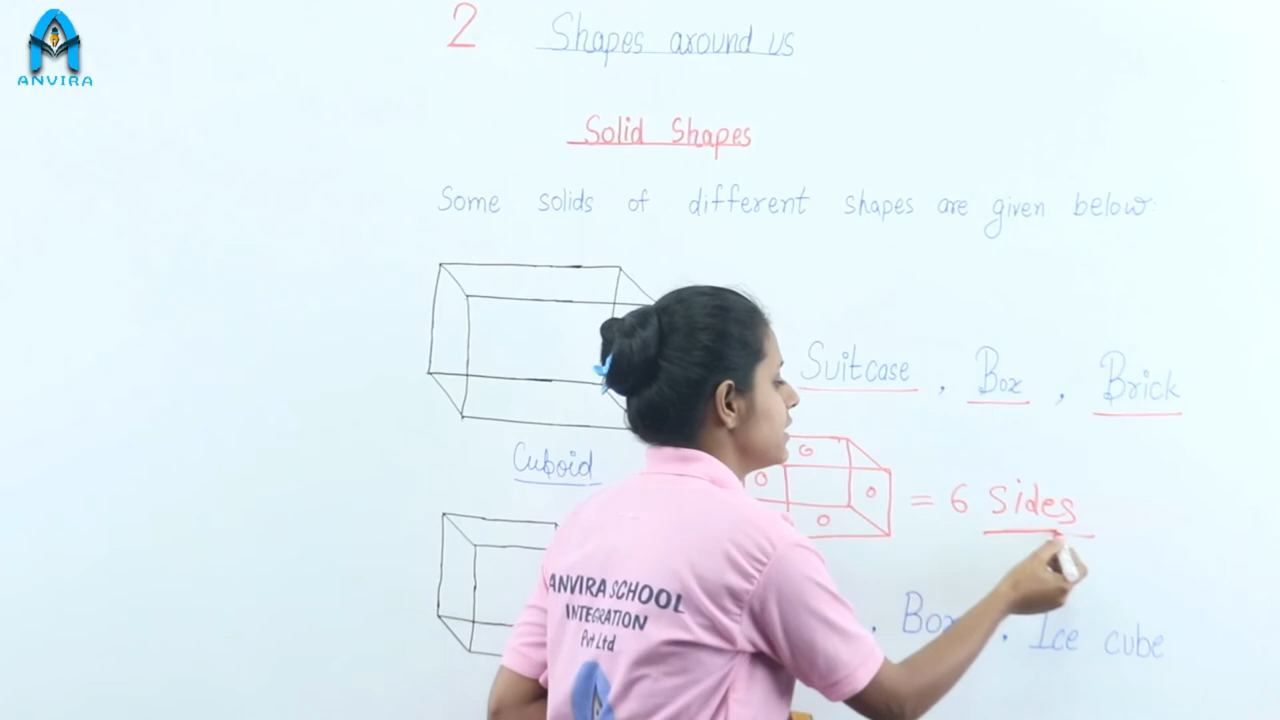 ANVIRA
2 Shapes around us
Solid Shapes
Some solids of different shapes are given below:
Suitcase , Box , Brick
Cuboid
= 6 Sides
, Box , Ice cube
ANVIRA SCHOOL
INTEGRATION
Pvt Ltd